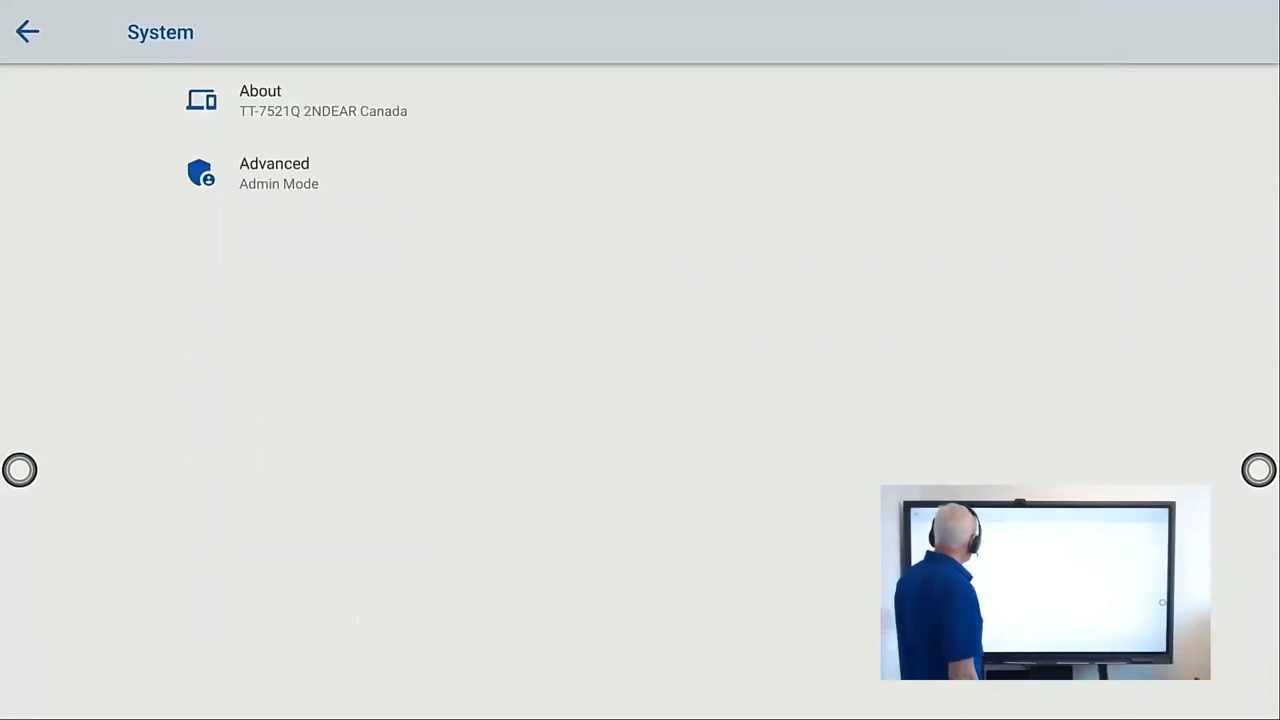 System
About
TT-7521Q 2NDEAR Canada
Advanced
Admin Mode